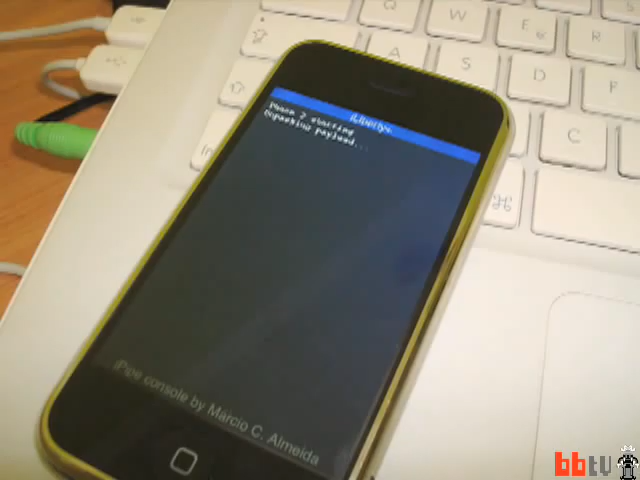 Q W E R
A S D F
C
⌘
iLiberty+
Phase 2 starting
Unpacking payload...
iPipe console by Marcio C. Almeida
bbtv